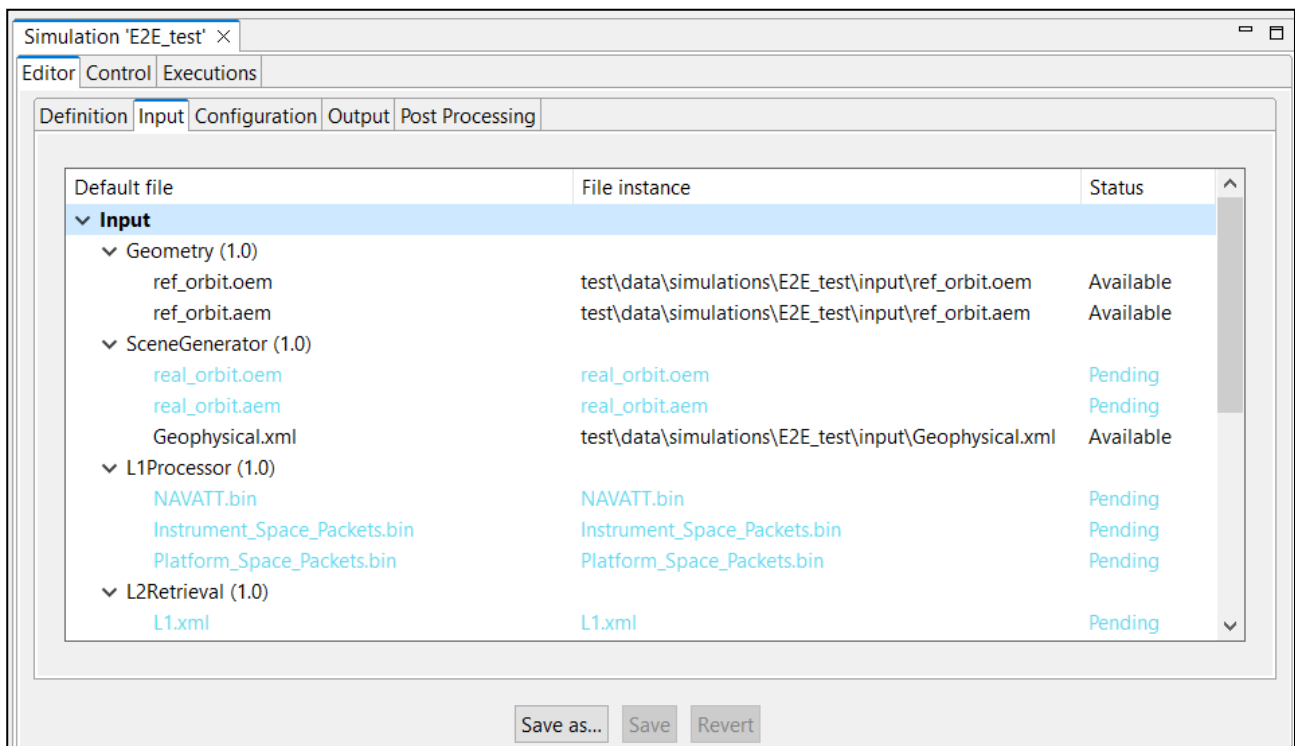 Simulation 'E2E_test'
Editor Control Executions
Definition Input Configuration Output Post Processing
Default file File instance Status
Input
Geometry (1.0)
ref_orbit.oem test\data\simulations\E2E_test\input\ref_orbit.oem Available
ref_orbit.aem test\data\simulations\E2E_test\input\ref_orbit.aem Available
SceneGenerator (1.0)
real_orbit.oem real_orbit.oem Pending
real_orbit.aem real_orbit.aem Pending
Geophysical.xml test\data\simulations\E2E_test\input\Geophysical.xml Available
L1Processor (1.0)
NAVATT.bin NAVATT.bin Pending
Instrument_Space_Packets.bin Instrument_Space_Packets.bin Pending
Platform_Space_Packets.bin Platform_Space_Packets.bin Pending
L2Retrieval (1.0)
L1.xml L1.xml Pending
Save as... Save Revert